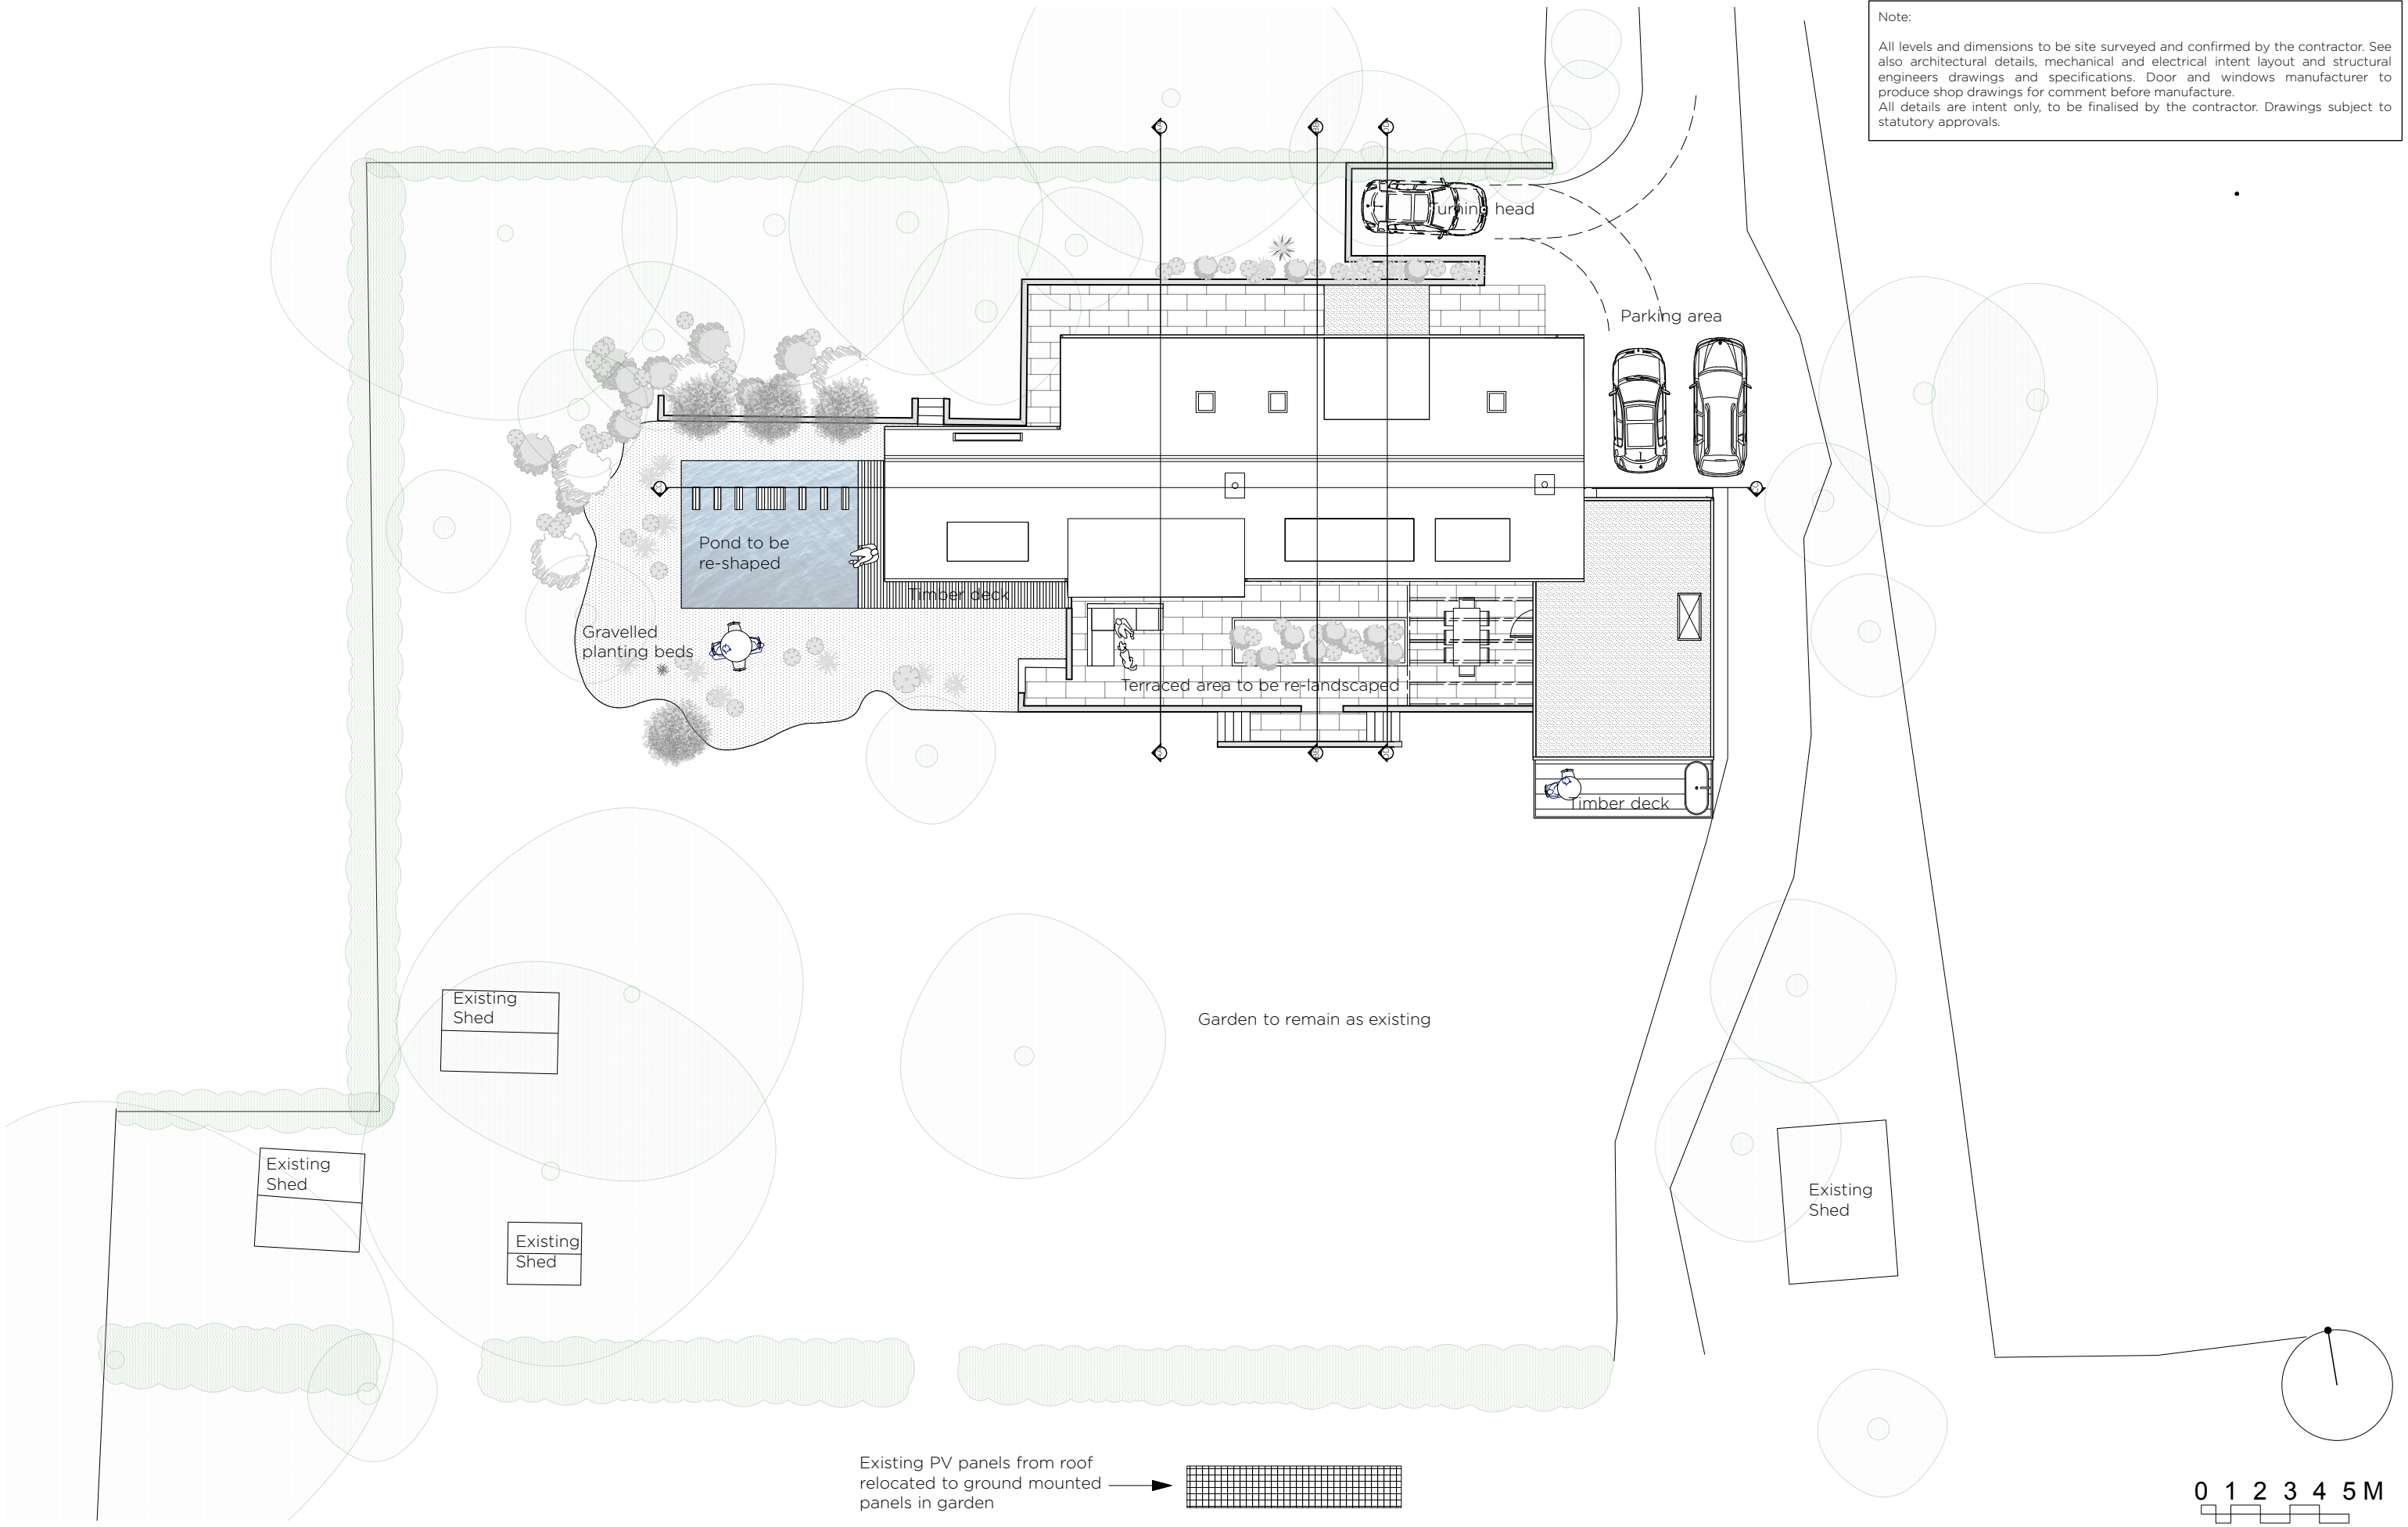 Note:
All levels and dimensions to be site surveyed and confirmed by the contractor. See
also architectural details, mechanical and electrical intent layout and structural
engineers drawings and specifications. Door and windows manufacturer to
produce shop drawings for comment before manufacture.
All details are intent only, to be finalised by the contractor. Drawings subject to
statutory approvals.
Turning head
Parking area
Pond to be
re-shaped
Timber deck
Gravelled
planting beds
Terraced area to be re-landscaped
Timber deck
Existing
Shed
Garden to remain as existing
Existing
Shed
Existing
Shed
Existing
Shed
Existing PV panels from roof
relocated to ground mounted
panels in garden
0 1 2 3 4 5 M